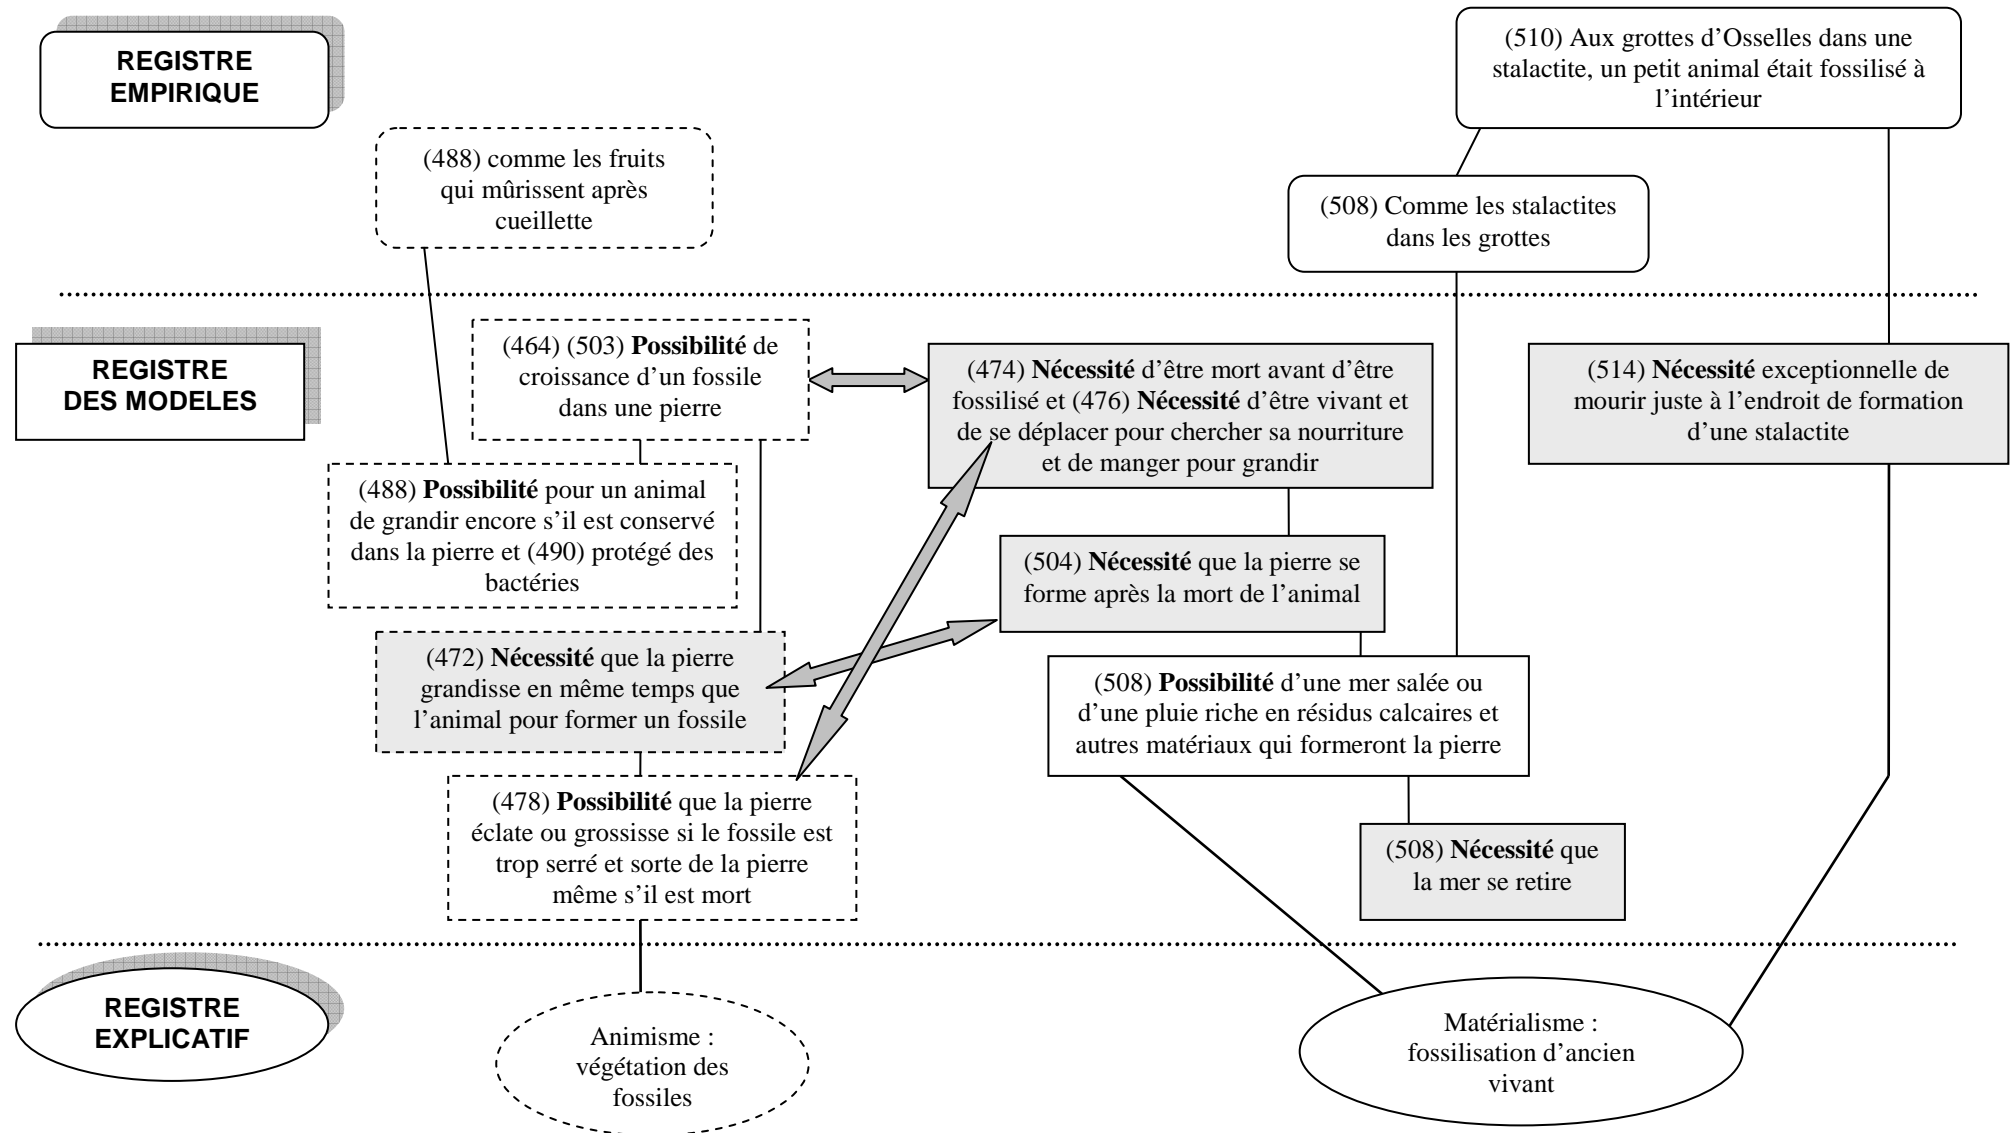 REGISTRE
EMPIRIQUE
(510) Aux grottes d’Osselles dans une
stalactite, un petit animal était fossilisé à
l’intérieur
(488) comme les fruits
qui mûrissent après
cueillette
(508) Comme les stalactites
dans les grottes
REGISTRE
DES MODELES
(464) (503) Possibilité de
croissance d’un fossile
dans une pierre
(474) Nécessité d’être mort avant d’être
fossilisé et (476) Nécessité d’être vivant et
de se déplacer pour chercher sa nourriture
et de manger pour grandir
(514) Nécessité exceptionnelle de
mourir juste à l’endroit de formation
d’une stalactite
(488) Possibilité pour un animal
de grandir encore s’il est conservé
dans la pierre et (490) protégé des
bactéries
(504) Nécessité que la pierre se
forme après la mort de l’animal
(472) Nécessité que la pierre
grandisse en même temps que
l’animal pour former un fossile
(508) Possibilité d’une mer salée ou
d’une pluie riche en résidus calcaires et
autres matériaux qui formeront la pierre
(478) Possibilité que la pierre
éclate ou grossisse si le fossile est
trop serré et sorte de la pierre
même s’il est mort
(508) Nécessité que
la mer se retire
REGISTRE
EXPLICATIF
Animisme :
végétation des
fossiles
Matérialisme :
fossilisation d’ancien
vivant